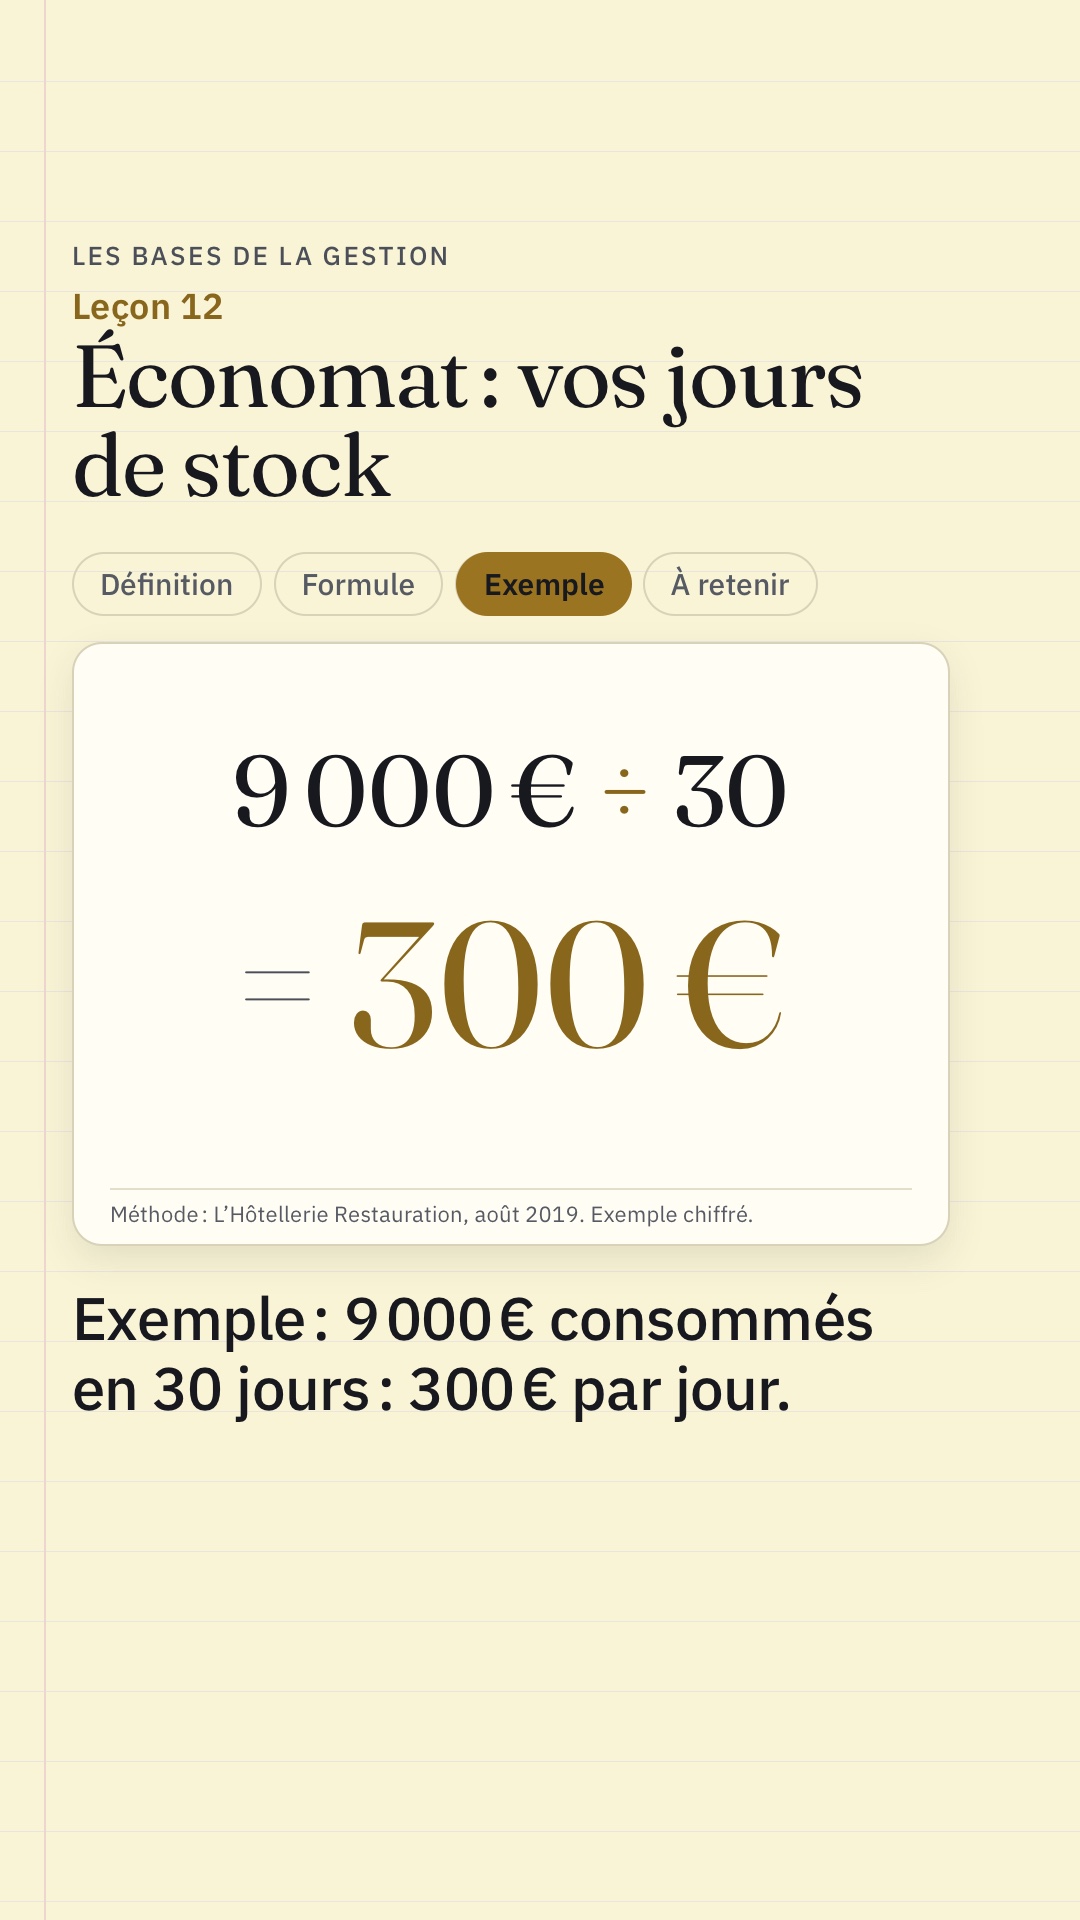 LES BASES DE LA GESTION
Leçon 12
Économat : vos jours
de stock
Définition
Formule
Exemple
À retenir
9 000 € ÷ 30
= 300 €
Méthode : L’Hôtellerie Restauration, août 2019. Exemple chiffré.
Exemple : 9 000 € consommés
en 30 jours : 300 € par jour.